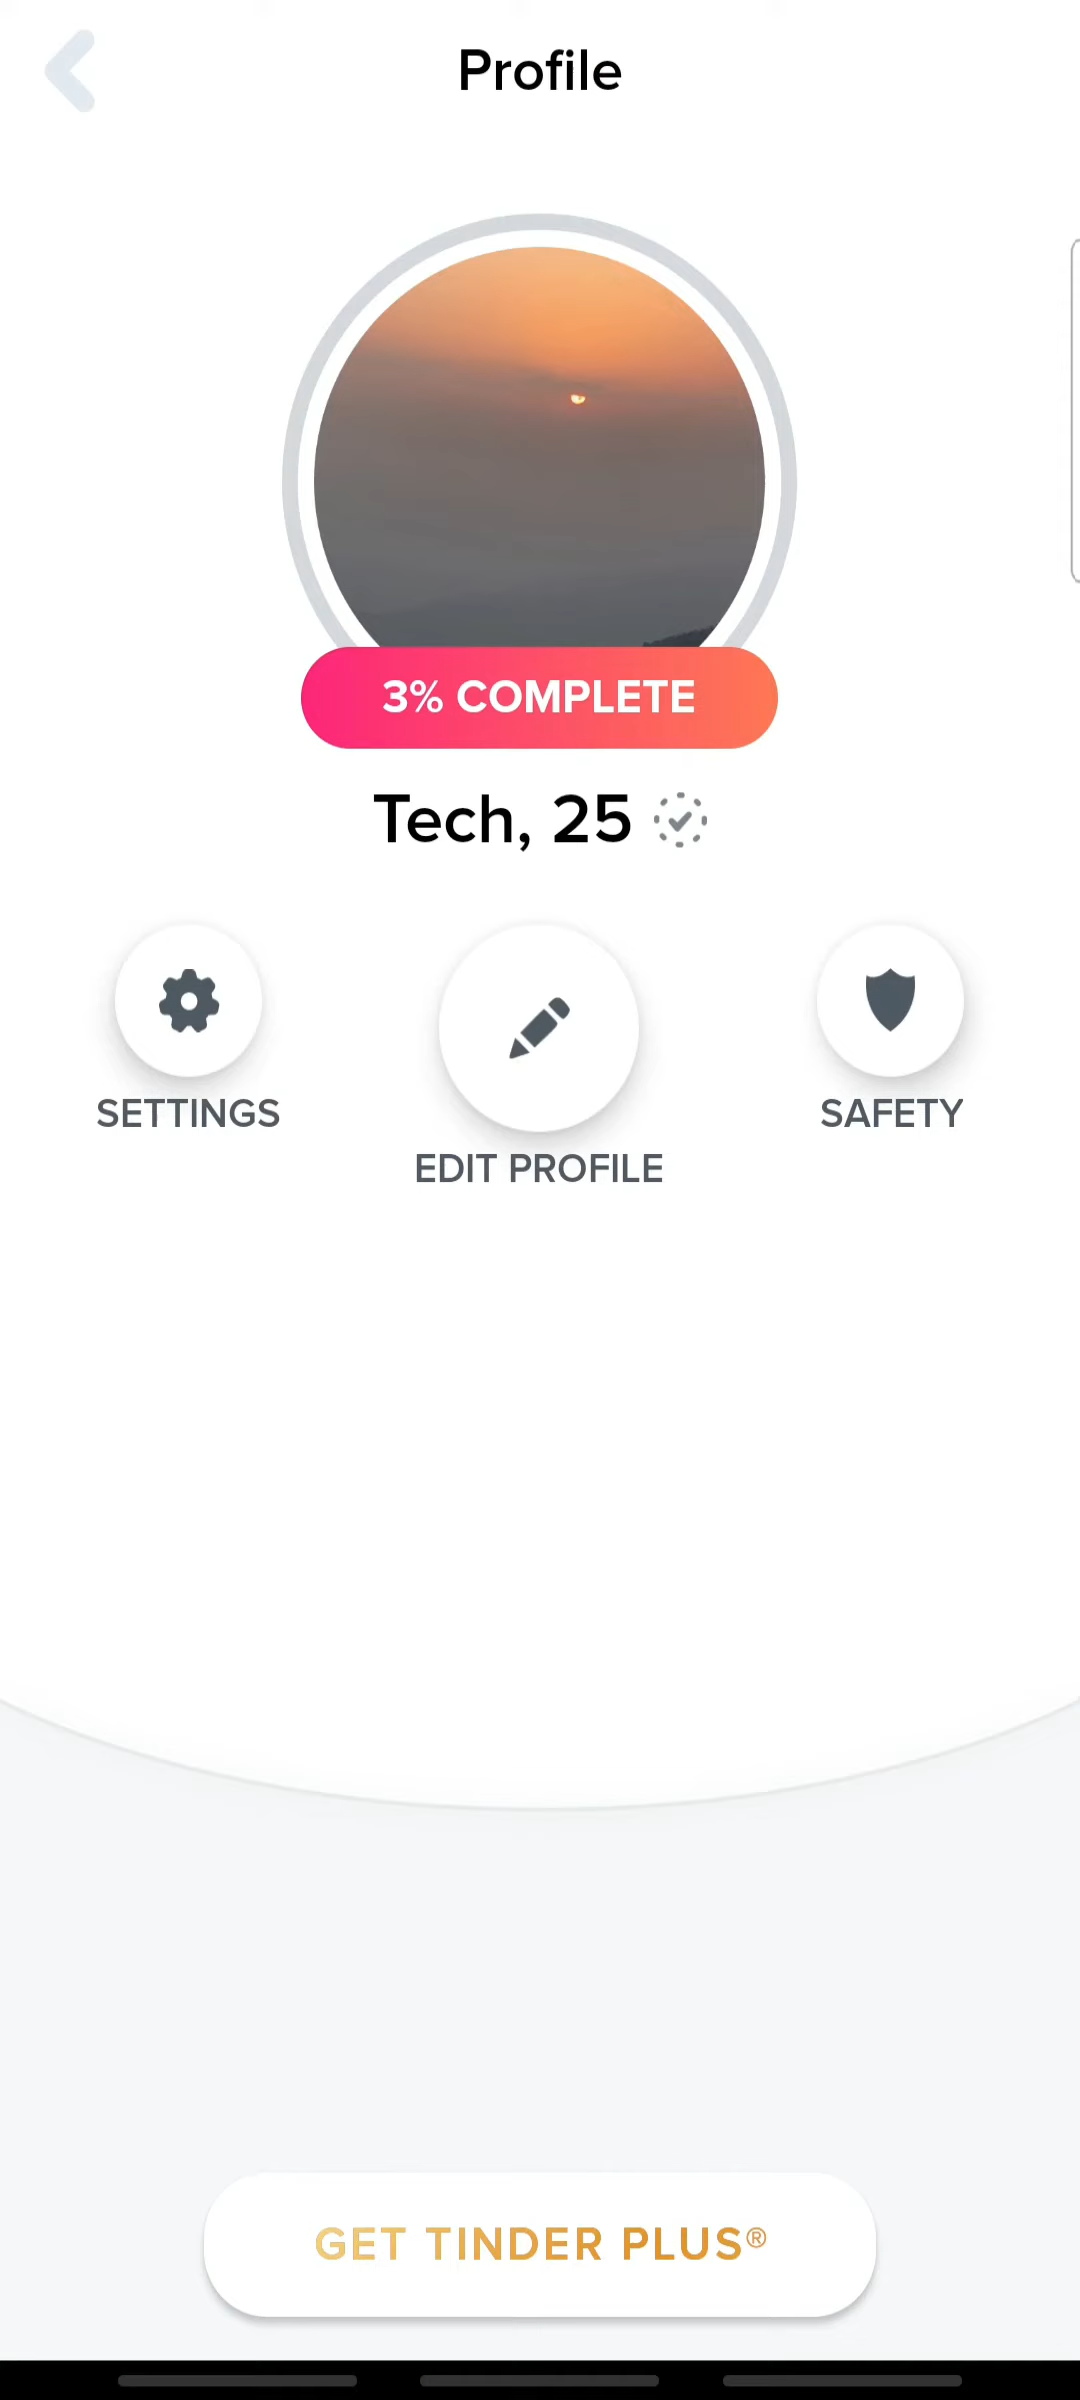 Profile
3% COMPLETE
Tech, 25
SETTINGS
EDIT PROFILE
SAFETY
GET TINDER PLUS®